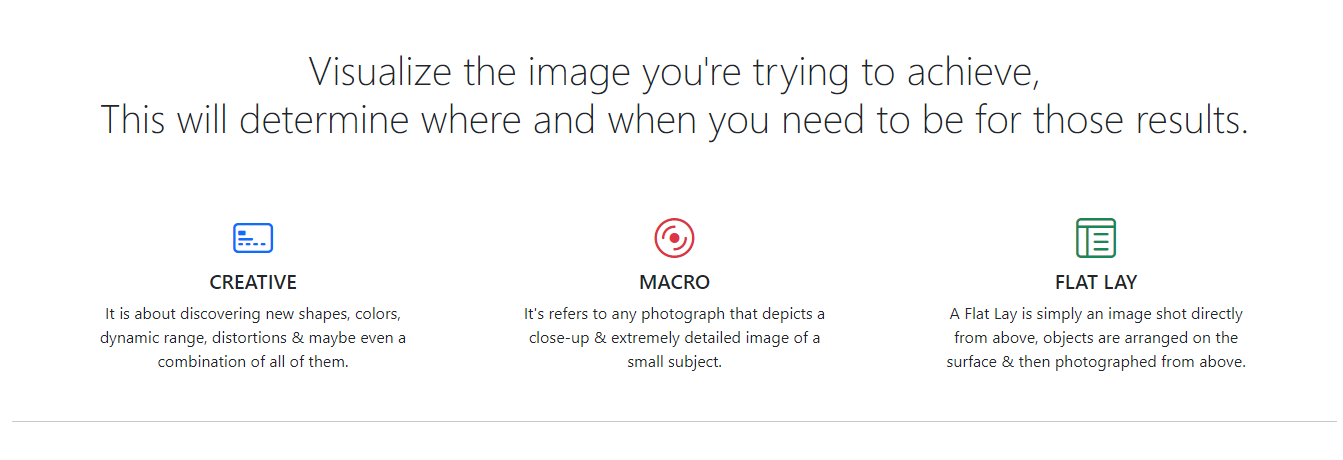 Visualize the image you're trying to achieve,
This will determine where and when you need to be for those results.
CREATIVE
It is about discovering new shapes, colors,
dynamic range, distortions & maybe even a
combination of all of them.
MACRO
It's refers to any photograph that depicts a
close-up & extremely detailed image of a
small subject.
FLAT LAY
A Flat Lay is simply an image shot directly
from above, objects are arranged on the
surface & then photographed from above.